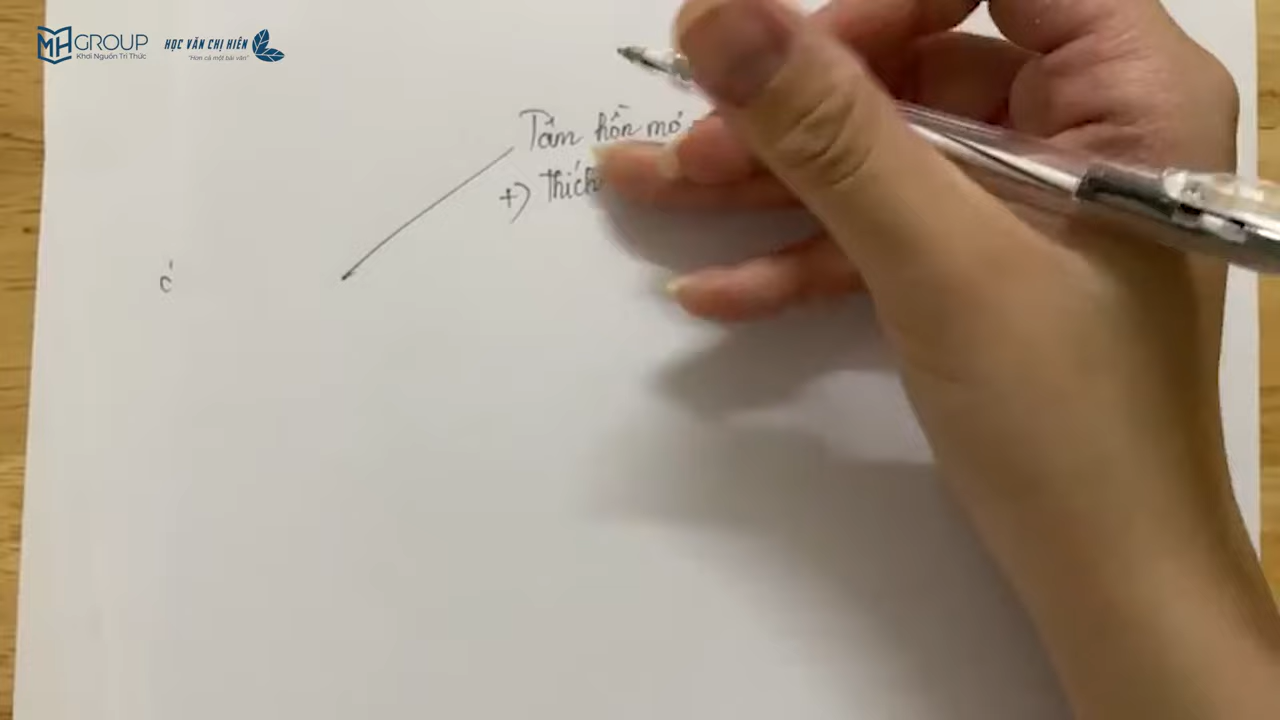 MH GROUP
Khơi Nguồn Tri Thức
HỌC VĂN CHỊ HIÊN
"Hơn cả một bài văn"
Tâm hồn mơ
+) thích